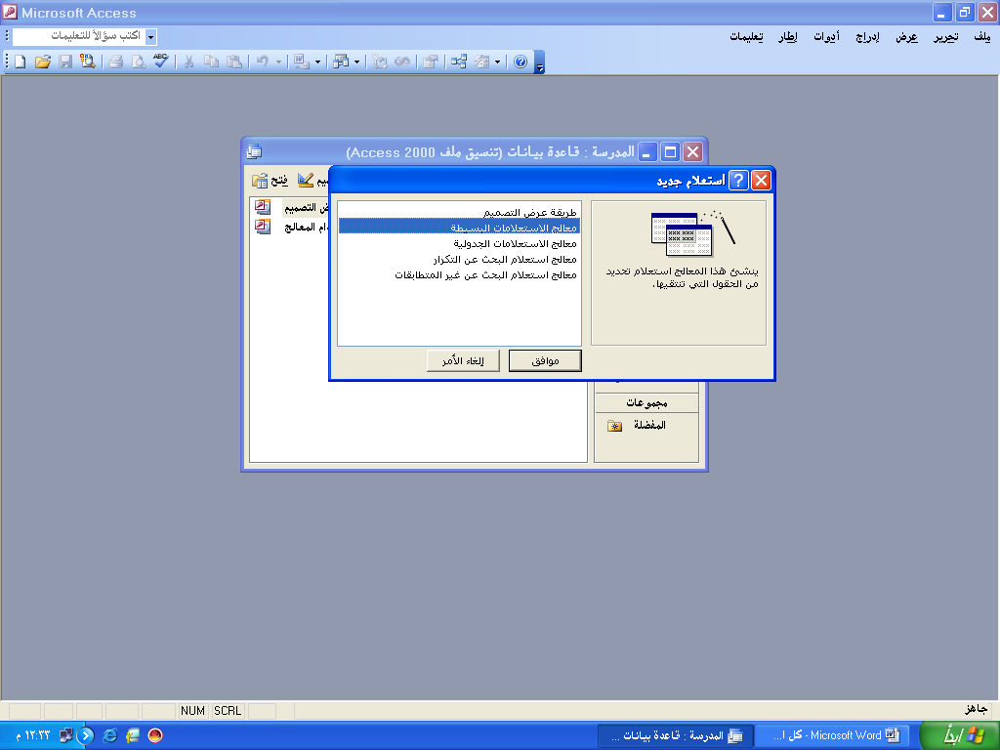 Microsoft Access
ملف تحرير عرض إدراج أدوات إطار تعليمات
اكتب سؤالاً للتعليمات
المدرسة : قاعدة بيانات (تنسيق ملف Access 2000)
فتح
استعلام جديد
ينشئ هذا المعالج استعلام تحديد
من الحقول التي تنتقيها.
طريقة عرض التصميم
معالج الاستعلامات البسيطة
معالج الاستعلامات الجدولية
معالج استعلام البحث عن التكرار
معالج استعلام البحث عن غير المتطابقات
موافق
إلغاء الأمر
التصميم
المعالج
مجموعات
المفضلة
جاهز
NUM
SCRL
ابدأ
Microsoft Word - كل ا...
المدرسة : قاعدة بيانات ...
١٢:٣٣ م